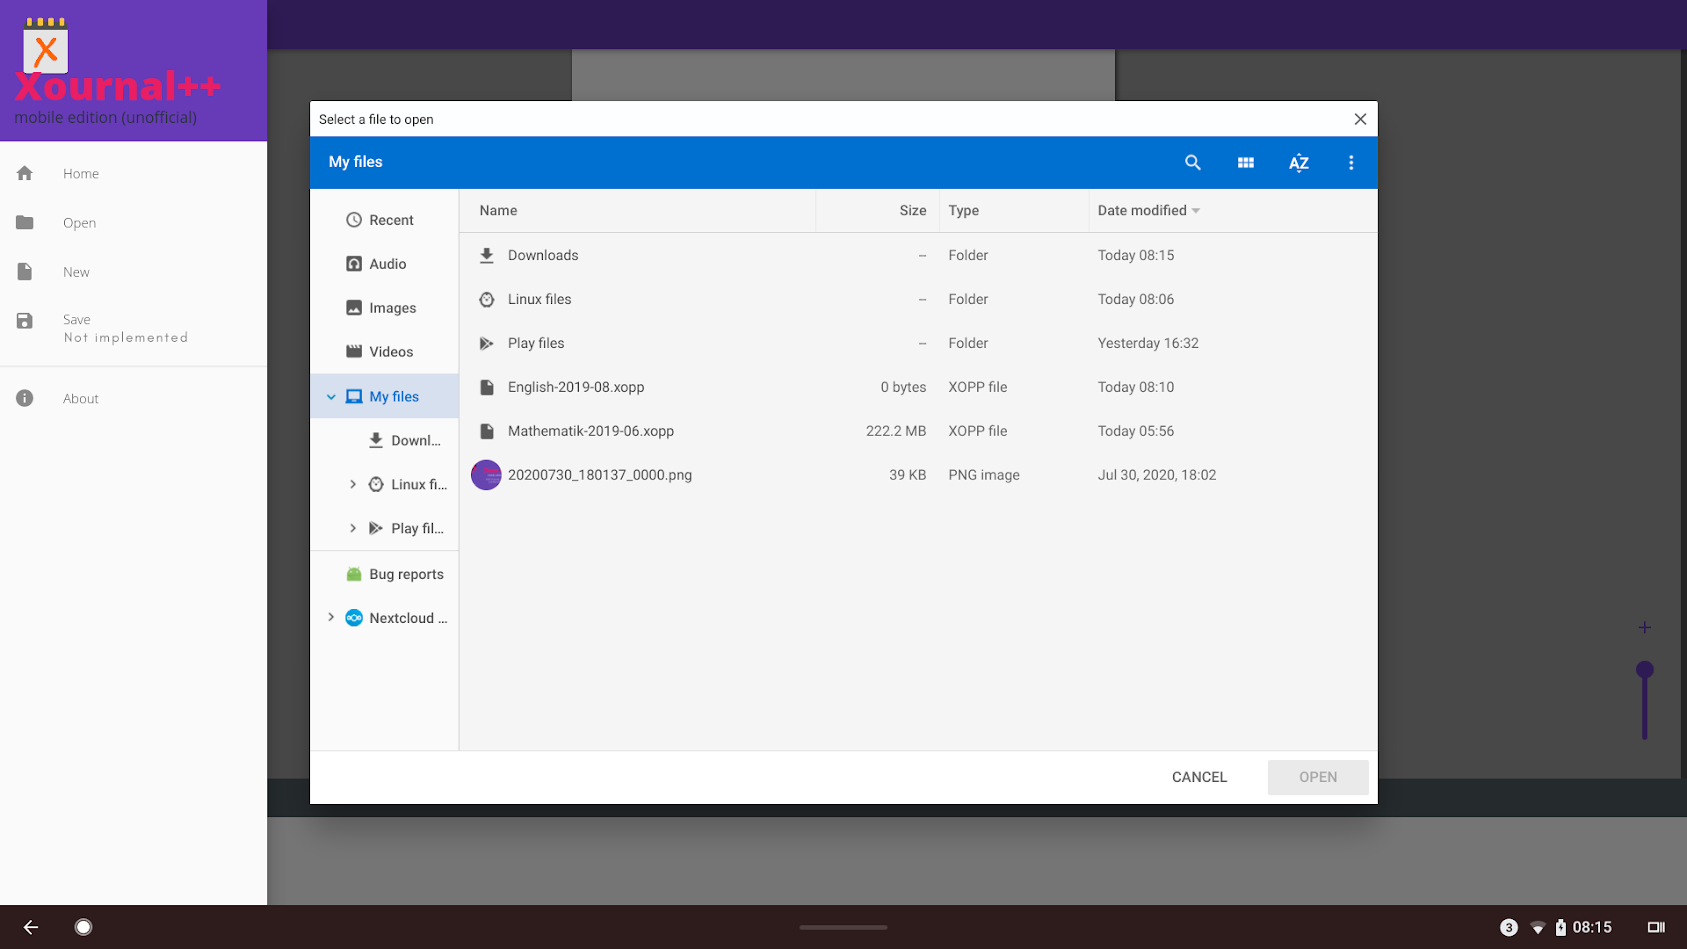 X
Xournal++
mobile edition (unofficial)
Home
Open
New
Save
Not implemented
About
Select a file to open
My files
AZ
Recent
Audio
Images
Videos
My files
Downl...
Linux fi...
Play fil...
Bug reports
Nextcloud ...
Name Size Type Date modified
Downloads -- Folder Today 08:15
Linux files -- Folder Today 08:06
Play files -- Folder Yesterday 16:32
English-2019-08.xopp 0 bytes XOPP file Today 08:10
Mathematik-2019-06.xopp 222.2 MB XOPP file Today 05:56
20200730_180137_0000.png 39 KB PNG image Jul 30, 2020, 18:02
CANCEL OPEN
3 08:15